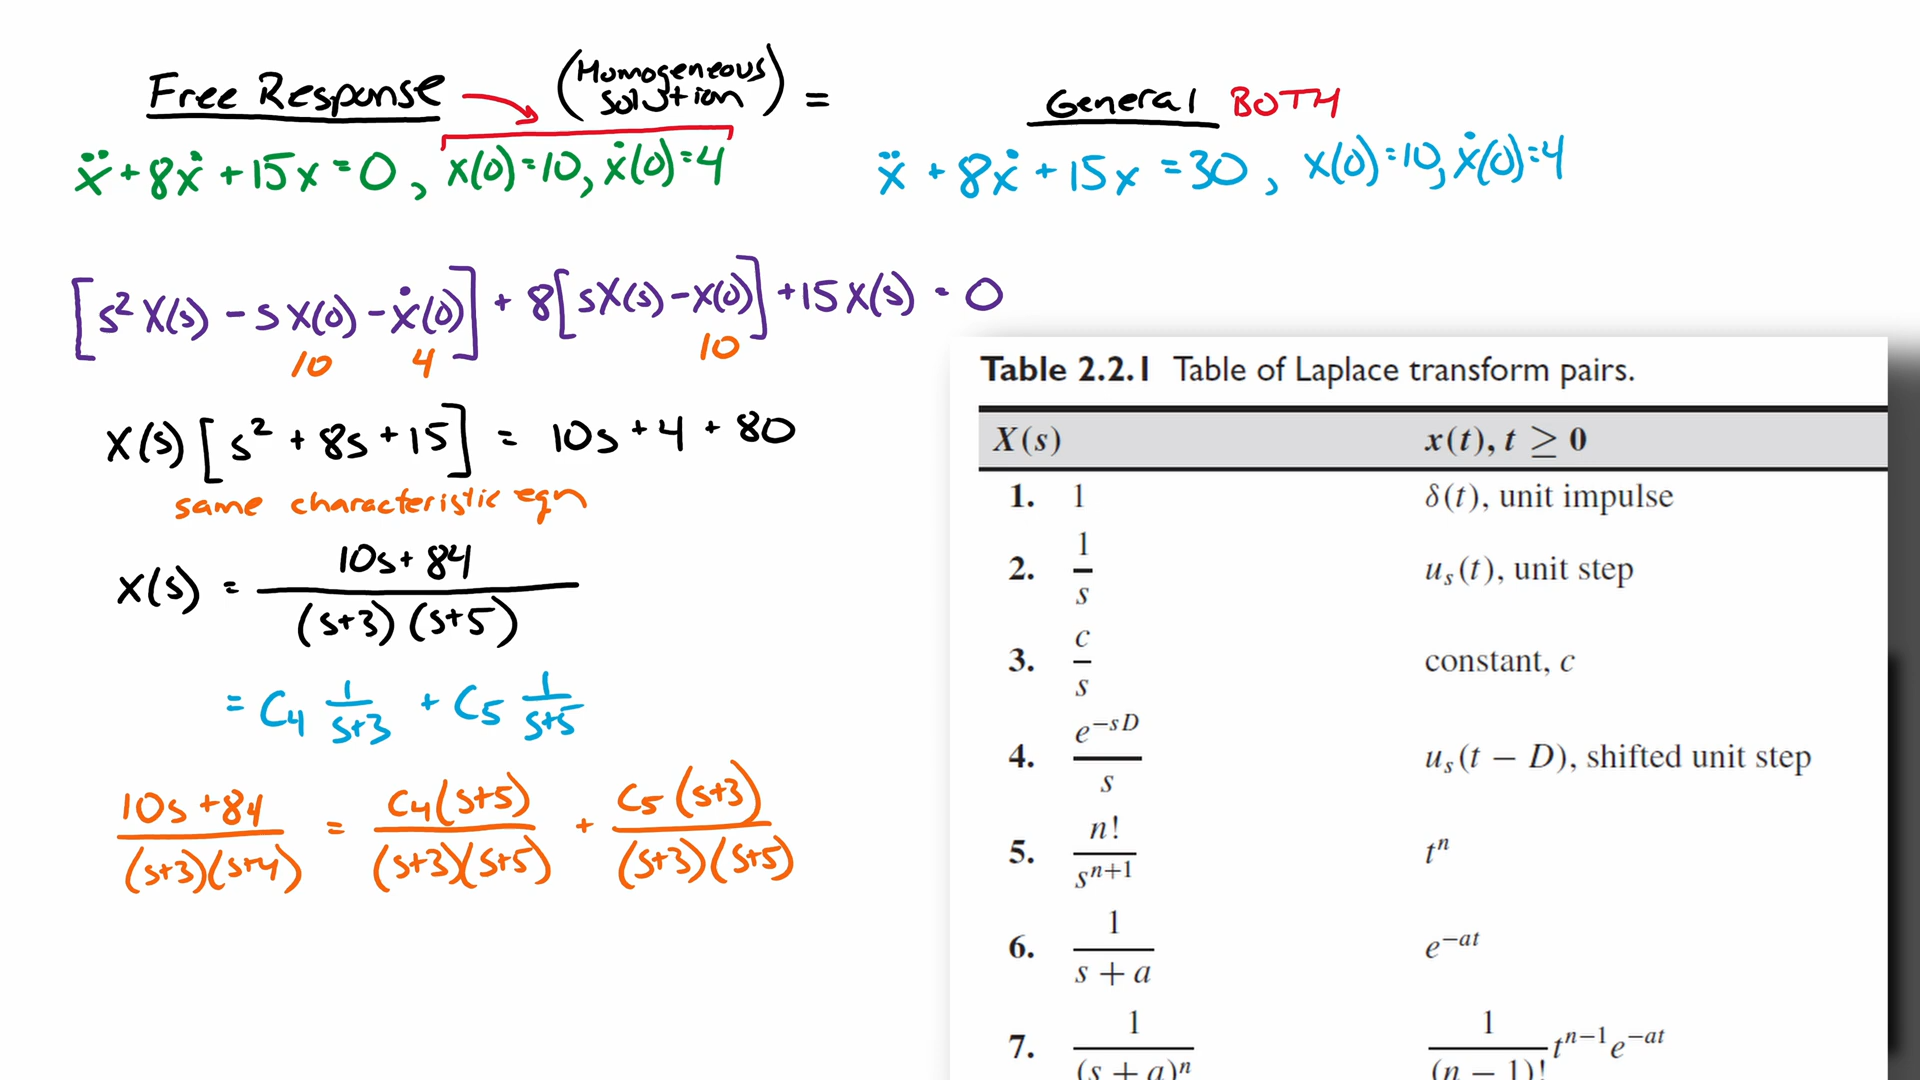 Free Response → (Homogeneous solution) =
ẍ + 8ẋ + 15x = 0, x(0)=10, ẋ(0)=4
General BOTH
ẍ + 8ẋ + 15x = 30, x(0)=10, ẋ(0)=4
[s²X(s) - sX(0) - ẋ(0)] + 8[sX(s) - X(0)] + 15X(s) = 0
10 4 10
X(s)[s² + 8s + 15] = 10s + 4 + 80
same characteristic eqn
X(s) = (10s + 84) / ((s+3)(s+5))
= C₄ 1/(s+3) + C₅ 1/(s+5)
(10s+84)/((s+3)(s+4)) = C₄(s+5)/((s+3)(s+5)) + C₅(s+3)/((s+3)(s+5))
Table 2.2.1 Table of Laplace transform pairs.
X(s) x(t), t ≥ 0
1. 1 δ(t), unit impulse
2. 1/s uₛ(t), unit step
3. c/s constant, c
4. e^(−sD)/s uₛ(t − D), shifted unit step
5. n!/s^(n+1) tⁿ
6. 1/(s + a) e^(−at)
7. 1/(s + a)ⁿ 1/(n − 1)! t^(n−1) e^(−at)